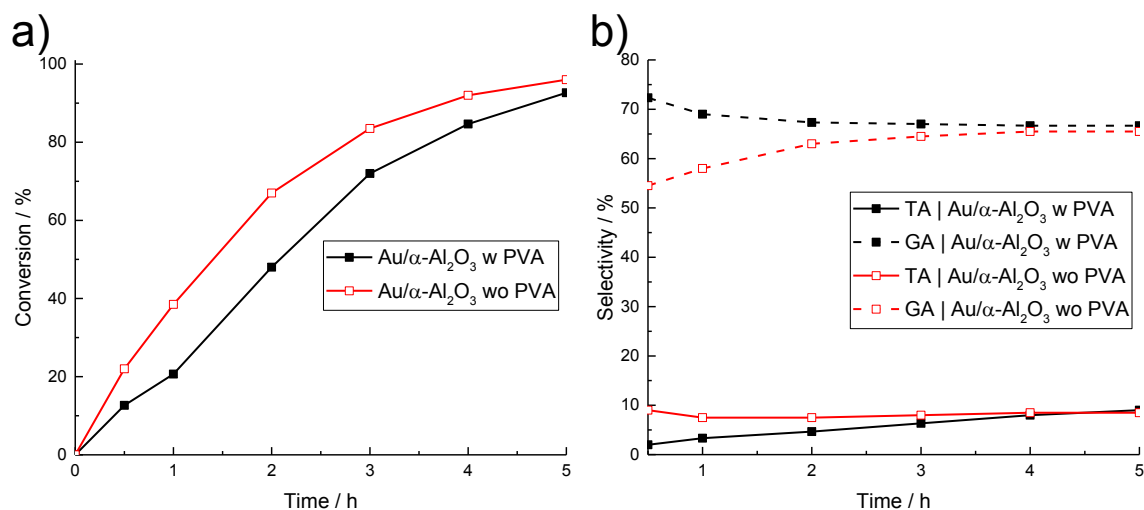 a)
100
80
60
40
20
0
Conversion / %
0 1 2 3 4 5
Time / h
Au/α-Al₂O₃ w PVA
Au/α-Al₂O₃ wo PVA
b)
80
70
60
50
40
30
20
10
0
Selectivity / %
1 2 3 4 5
Time / h
TA | Au/α-Al₂O₃ w PVA
GA | Au/α-Al₂O₃ w PVA
TA | Au/α-Al₂O₃ wo PVA
GA | Au/α-Al₂O₃ wo PVA